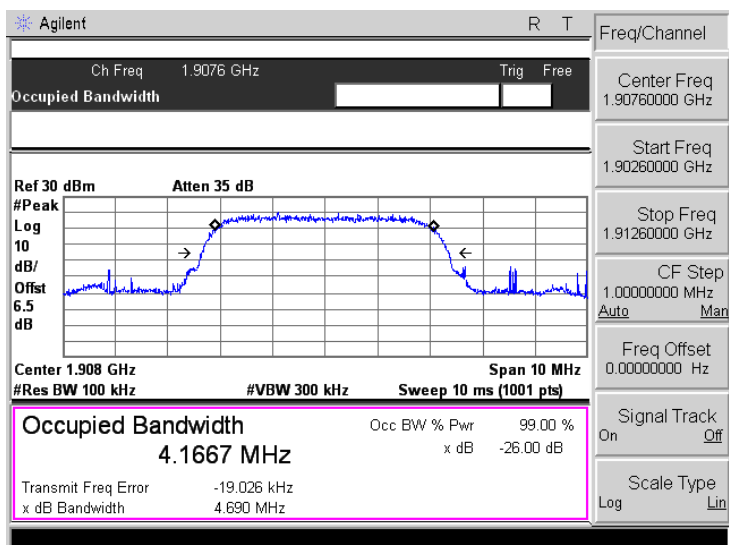 Agilent R T
Ch Freq 1.9076 GHz Trig Free
Occupied Bandwidth
Ref 30 dBm Atten 35 dB
#Peak
Log
10
dB/
Offst
6.5
dB
Center 1.908 GHz Span 10 MHz
#Res BW 100 kHz #VBW 300 kHz Sweep 10 ms (1001 pts)
Occupied Bandwidth Occ BW % Pwr 99.00 %
4.1667 MHz x dB -26.00 dB
Transmit Freq Error -19.026 kHz
x dB Bandwidth 4.690 MHz
Freq/Channel
Center Freq
1.90760000 GHz
Start Freq
1.90260000 GHz
Stop Freq
1.91260000 GHz
CF Step
1.00000000 MHz
Auto Man
Freq Offset
0.00000000 Hz
Signal Track
On Off
Scale Type
Log Lin